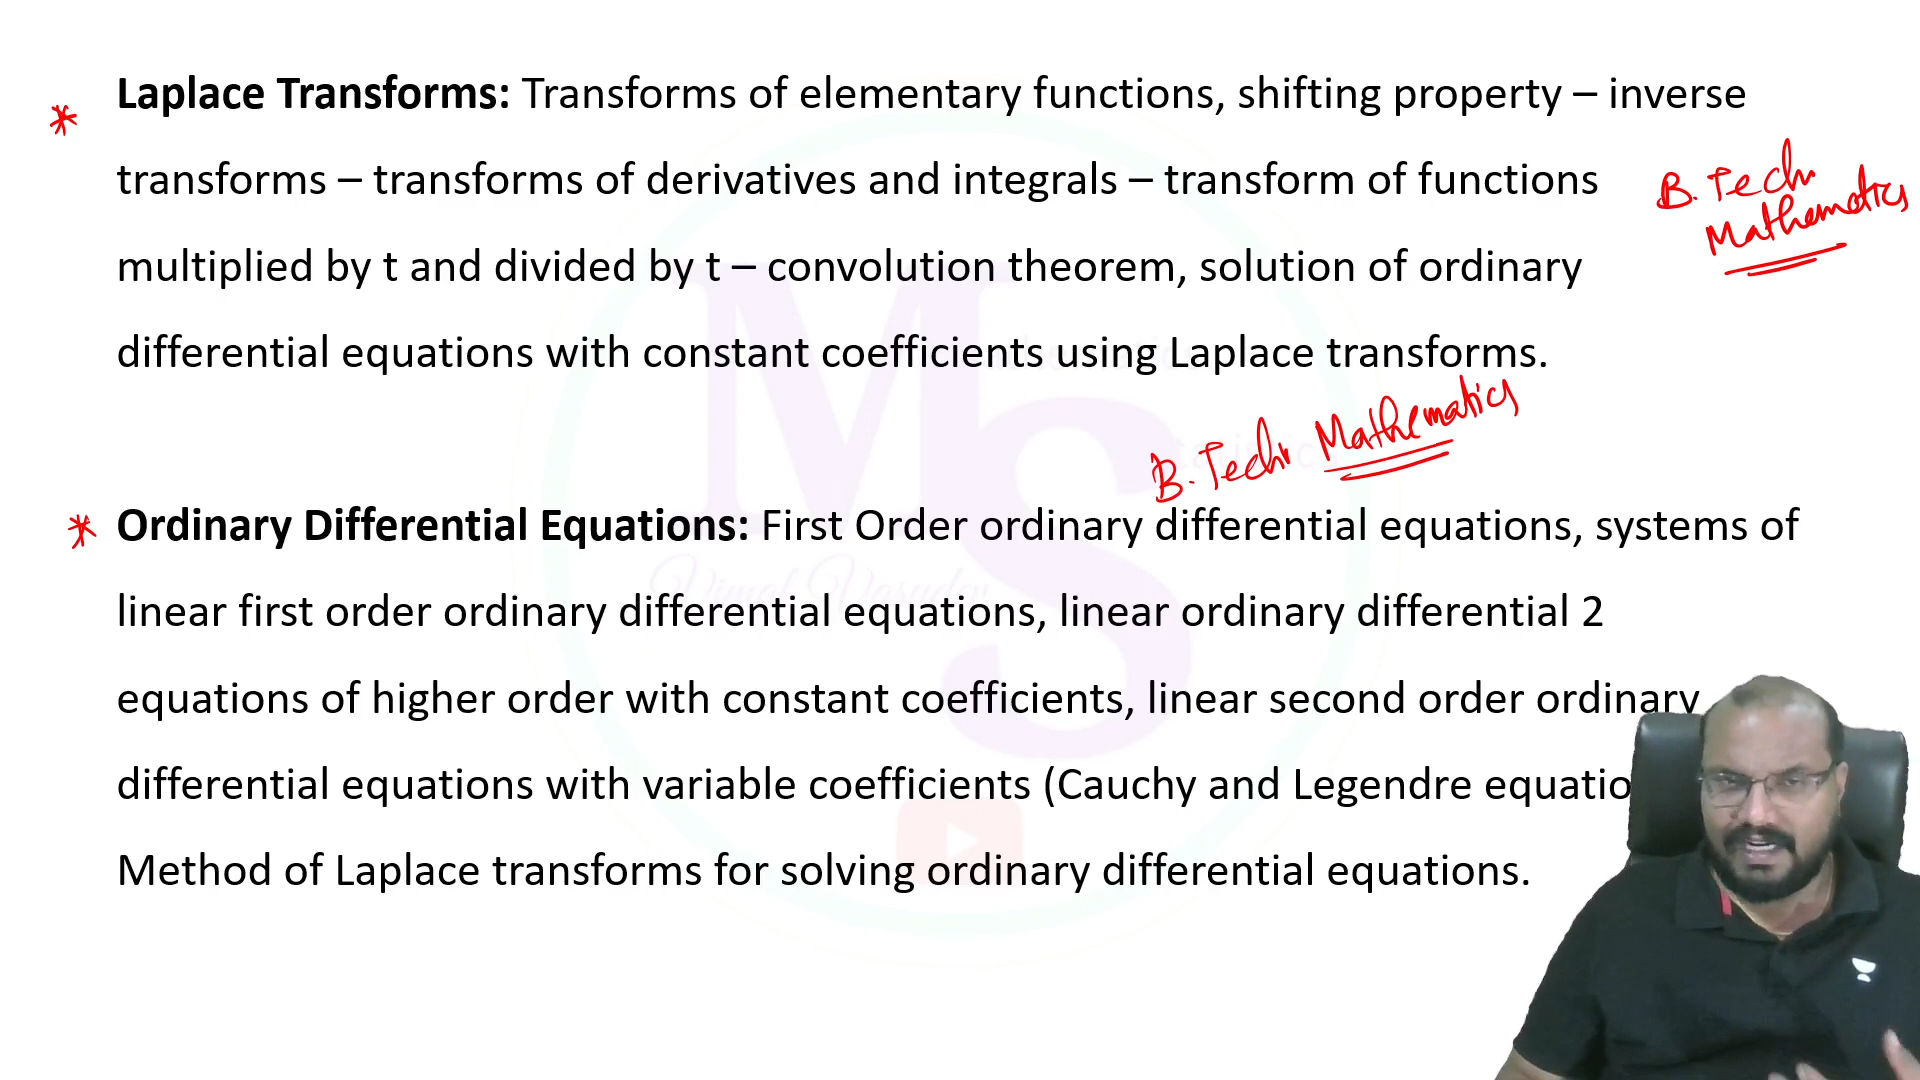 Laplace Transforms: Transforms of elementary functions, shifting property – inverse
transforms – transforms of derivatives and integrals – transform of functions
B. Tech
Mathematics
multiplied by t and divided by t – convolution theorem, solution of ordinary
differential equations with constant coefficients using Laplace transforms.
B. Tech Mathematics
Ordinary Differential Equations: First Order ordinary differential equations, systems of
Vimal Vasudev
linear first order ordinary differential equations, linear ordinary differential 2
equations of higher order with constant coefficients, linear second order ordinary
differential equations with variable coefficients (Cauchy and Legendre equatio
Method of Laplace transforms for solving ordinary differential equations.
MS